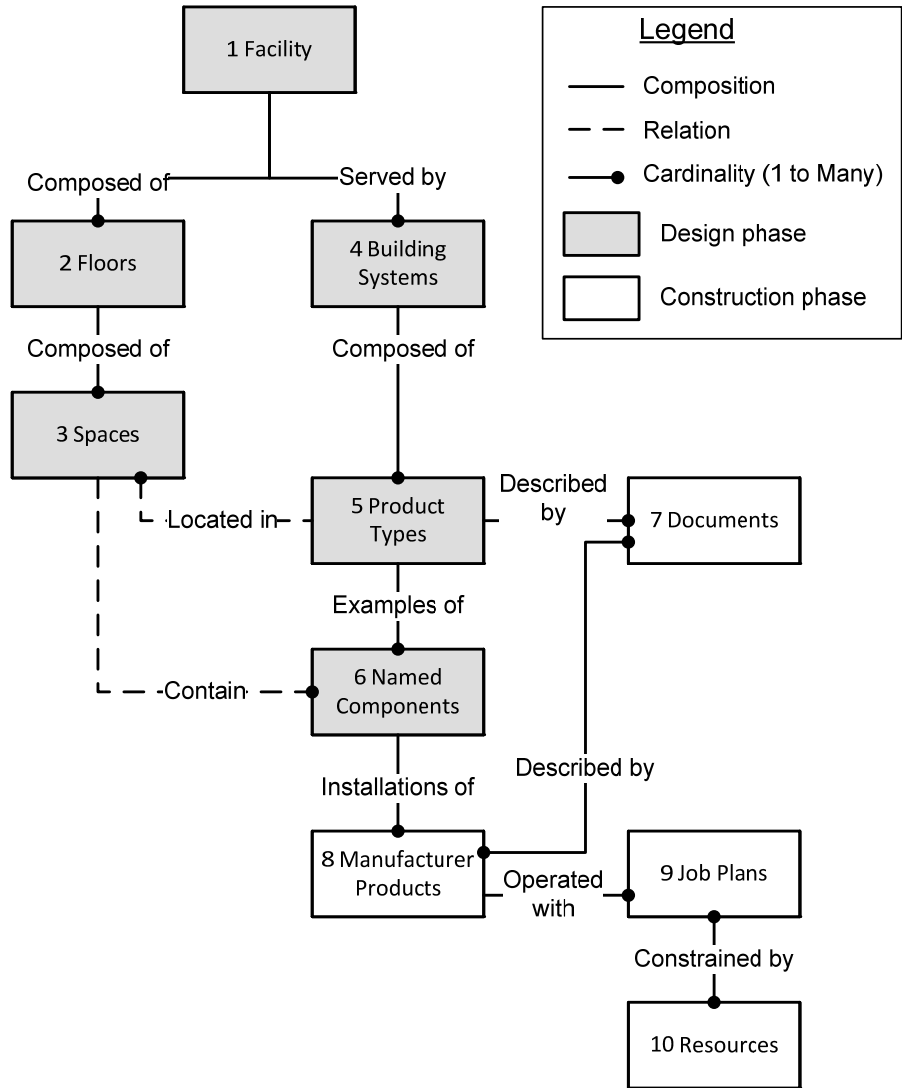 1 Facility
Legend
Composition
Relation
Cardinality (1 to Many)
Design phase
Construction phase
Composed of
Served by
2 Floors
4 Building
Systems
Composed of
Composed of
3 Spaces
Located in
5 Product
Types
Described
by
7 Documents
Examples of
Contain
6 Named
Components
Installations of
Described by
8 Manufacturer
Products
Operated
with
9 Job Plans
Constrained by
10 Resources